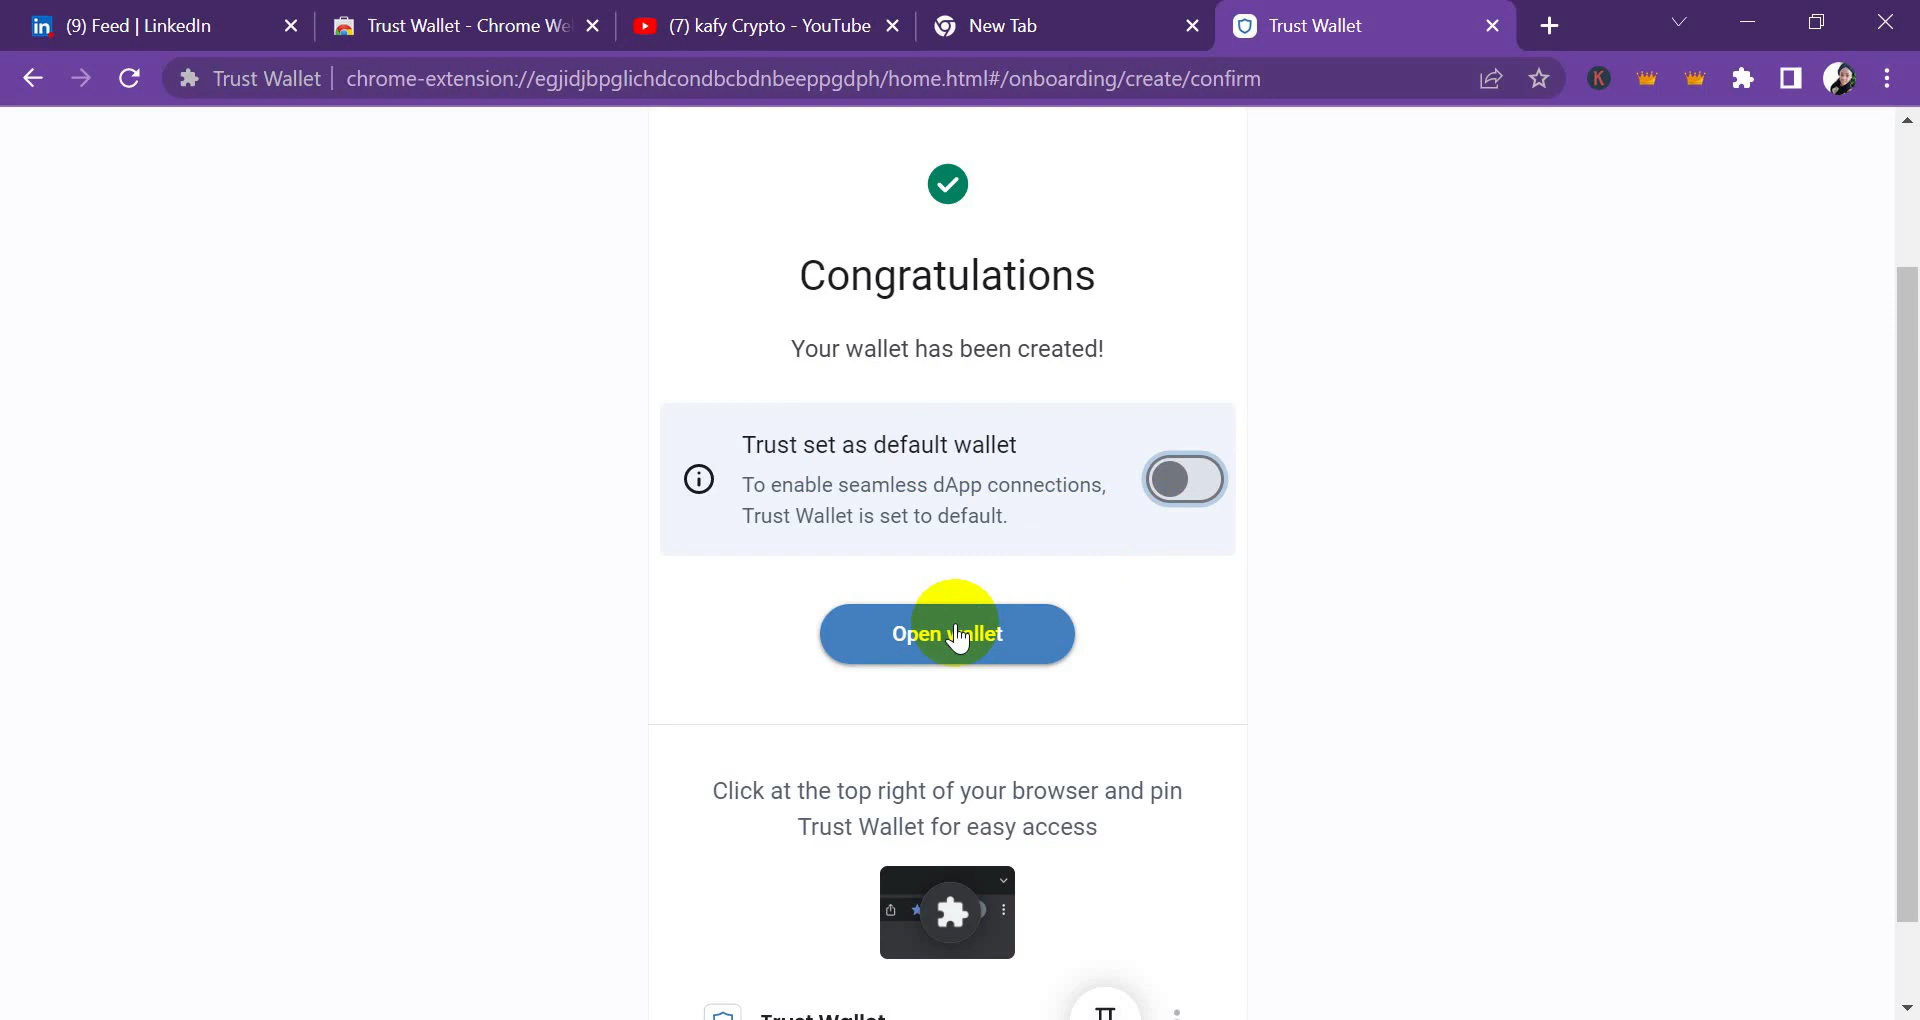 (9) Feed | LinkedIn
Trust Wallet - Chrome We
(7) kafy Crypto - YouTube
New Tab
Trust Wallet
Trust Wallet
chrome-extension://egjidjbpglichdcondbcbdnbeeppgdph/home.html#/onboarding/create/confirm
K
Congratulations
Your wallet has been created!
Trust set as default wallet
To enable seamless dApp connections,
Trust Wallet is set to default.
Open wallet
Click at the top right of your browser and pin
Trust Wallet for easy access
Trust Wallet